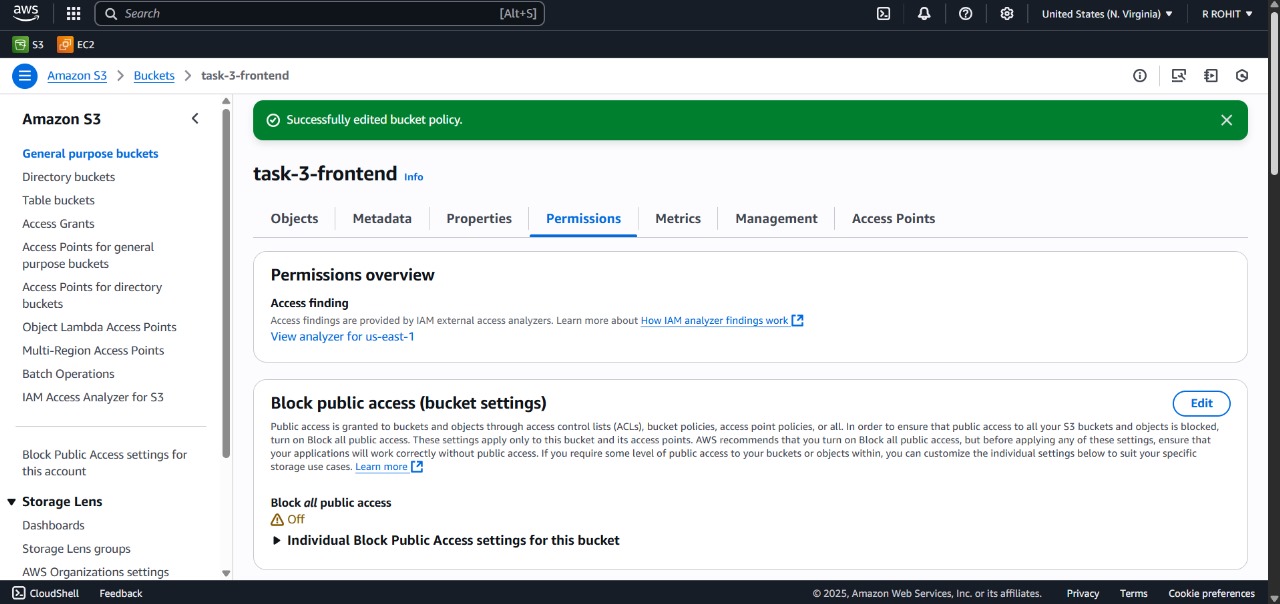 aws
Search
[Alt+S]
United States (N. Virginia)
R ROHIT
S3
EC2
Amazon S3
Buckets
task-3-frontend
Amazon S3
General purpose buckets
Directory buckets
Table buckets
Access Grants
Access Points for general
purpose buckets
Access Points for directory
buckets
Object Lambda Access Points
Multi-Region Access Points
Batch Operations
IAM Access Analyzer for S3
Block Public Access settings for
this account
Storage Lens
Dashboards
Storage Lens groups
AWS Organizations settings
Successfully edited bucket policy.
task-3-frontend
Info
Objects
Metadata
Properties
Permissions
Metrics
Management
Access Points
Permissions overview
Access finding
Access findings are provided by IAM external access analyzers. Learn more about How IAM analyzer findings work
View analyzer for us-east-1
Block public access (bucket settings)
Edit
Public access is granted to buckets and objects through access control lists (ACLs), bucket policies, access point policies, or all. In order to ensure that public access to all your S3 buckets and objects is blocked,
turn on Block all public access. These settings apply only to this bucket and its access points. AWS recommends that you turn on Block all public access, but before applying any of these settings, ensure that
your applications will work correctly without public access. If you require some level of public access to your buckets or objects within, you can customize the individual settings below to suit your specific
storage use cases. Learn more
Block all public access
Off
Individual Block Public Access settings for this bucket
CloudShell
Feedback
© 2025, Amazon Web Services, Inc. or its affiliates.
Privacy
Terms
Cookie preferences